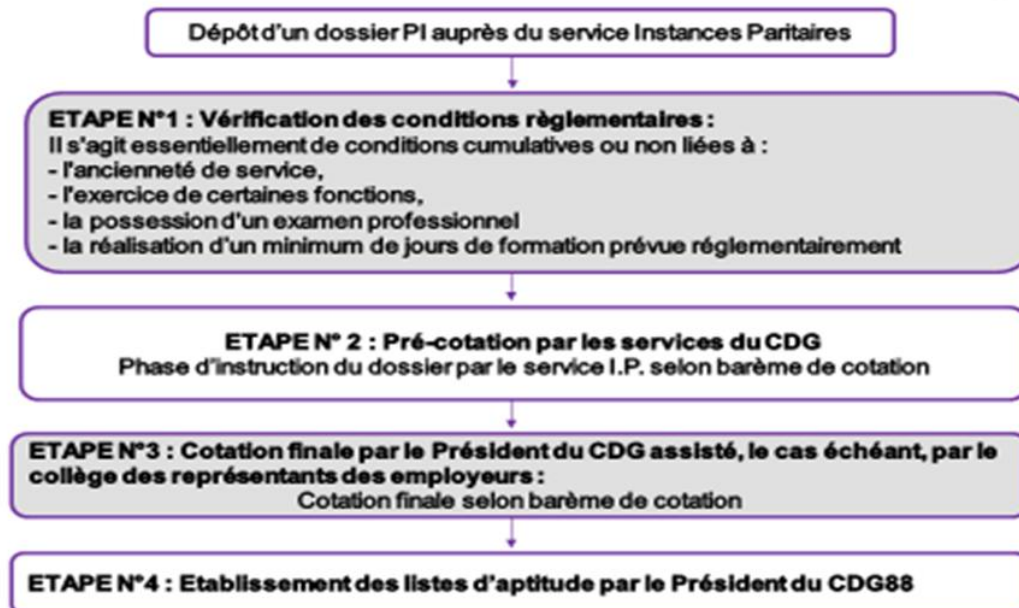 Dépôt d'un dossier PI auprès du service Instances Paritaires
ETAPE N°1 : Vérification des conditions règlementaires :
Il s'agit essentiellement de conditions cumulatives ou non liées à :
- l'ancienneté de service,
- l'exercice de certaines fonctions,
- la possession d'un examen professionnel
- la réalisation d'un minimum de jours de formation prévue réglementairement
ETAPE N° 2 : Pré-cotation par les services du CDG
Phase d'instruction du dossier par le service I.P. selon barème de cotation
ETAPE N°3 : Cotation finale par le Président du CDG assisté, le cas échéant, par le
collège des représentants des employeurs :
Cotation finale selon barème de cotation
ETAPE N°4 : Etablissement des listes d'aptitude par le Président du CDG88